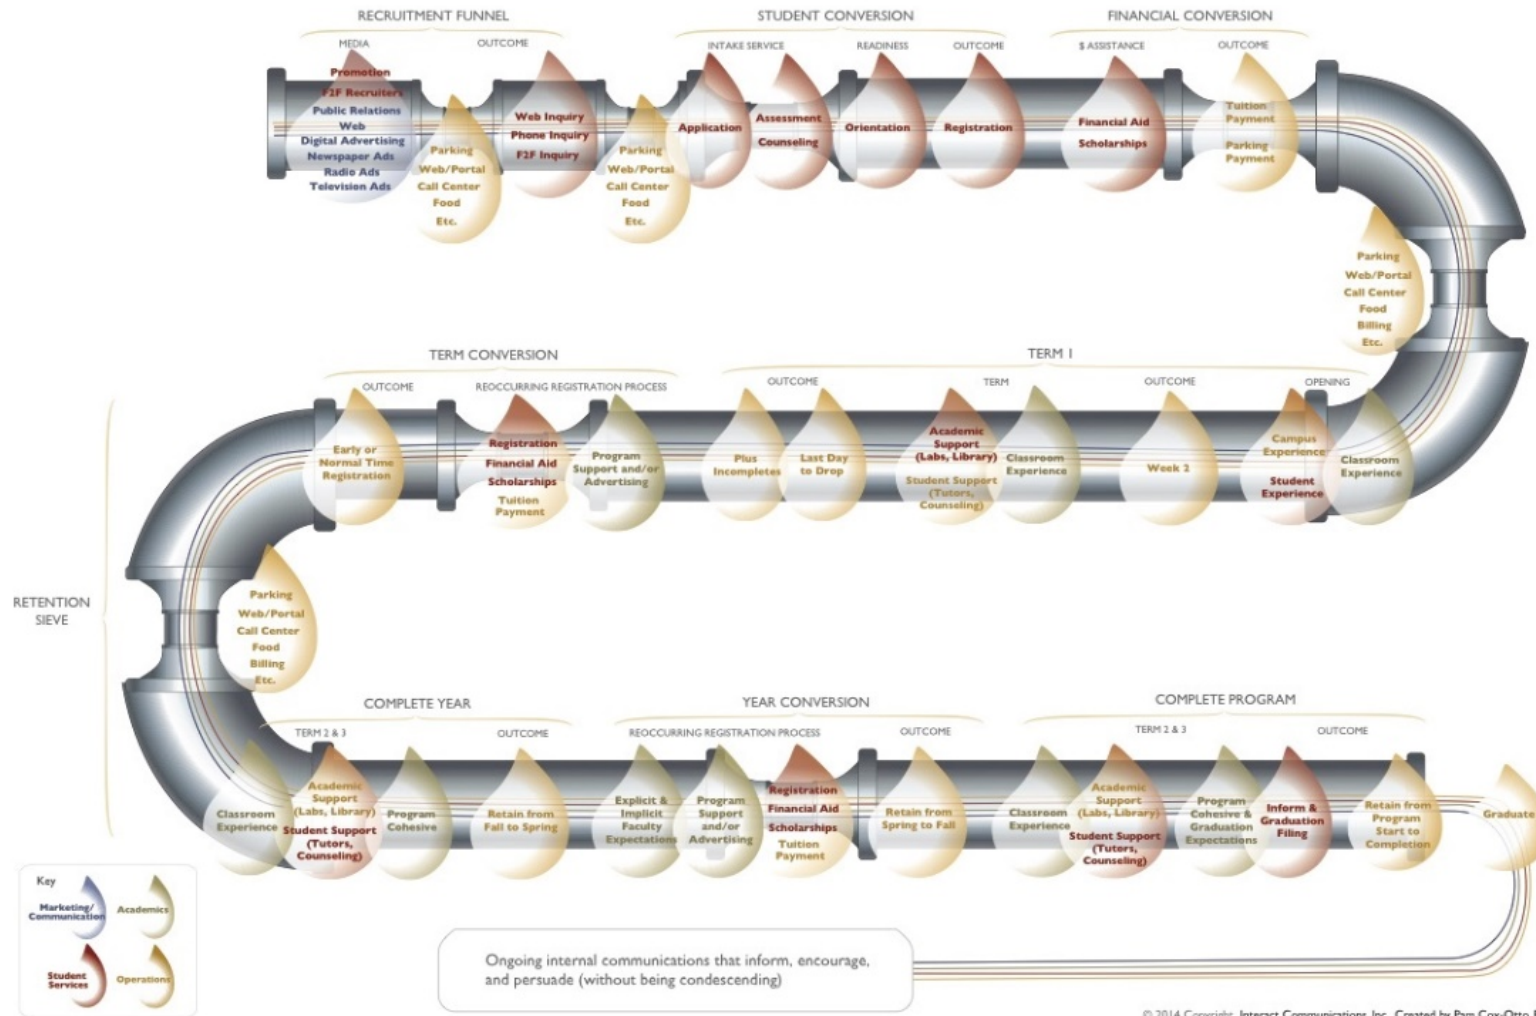 RECRUITMENT FUNNEL
STUDENT CONVERSION
FINANCIAL CONVERSION
MEDIA
OUTCOME
INTAKE SERVICE
READINESS
OUTCOME
$ ASSISTANCE
OUTCOME
Promotion
F2F Recruiters
Public Relations
Web
Digital Advertising
Newspaper Ads
Radio Ads
Television Ads
Parking
Web/Portal
Call Center
Food
Etc.
Web Inquiry
Phone Inquiry
F2F Inquiry
Parking
Web/Portal
Call Center
Food
Etc.
Application
Assessment
Counseling
Orientation
Registration
Financial Aid
Scholarships
Tuition
Payment
Parking
Payment
Parking
Web/Portal
Call Center
Food
Billing
Etc.
TERM CONVERSION
TERM 1
OUTCOME
REOCCURRING REGISTRATION PROCESS
OUTCOME
TERM
OUTCOME
OPENING
Early or
Normal Time
Registration
Registration
Financial Aid
Scholarships
Tuition
Payment
Program
Support and/or
Advertising
Plus
Incompletes
Last Day
to Drop
Academic
Support
(Labs, Library)
Student Support
(Tutors,
Counseling)
Classroom
Experience
Week 2
Campus
Experience
Student
Experience
Classroom
Experience
RETENTION
SIEVE
Parking
Web/Portal
Call Center
Food
Billing
Etc.
COMPLETE YEAR
YEAR CONVERSION
COMPLETE PROGRAM
TERM 2 & 3
OUTCOME
REOCCURRING REGISTRATION PROCESS
OUTCOME
TERM 2 & 3
OUTCOME
Classroom
Experience
Academic
Support
(Labs, Library)
Student Support
(Tutors,
Counseling)
Program
Cohesive
Retain from
Fall to Spring
Explicit &
Implicit
Faculty
Expectations
Program
Support
and/or
Advertising
Registration
Financial Aid
Scholarships
Tuition
Payment
Retain from
Spring to Fall
Classroom
Experience
Academic
Support
(Labs, Library)
Student Support
(Tutors,
Counseling)
Program
Cohesive &
Graduation
Expectations
Inform &
Graduation
Filing
Retain from
Program
Start to
Completion
Graduate
Key
Marketing/
Communication
Academics
Student
Services
Operations
Ongoing internal communications that inform, encourage,
and persuade (without being condescending)
© 2014 Copyright, Interact Communications Inc. Created by Pam Cox-Otto